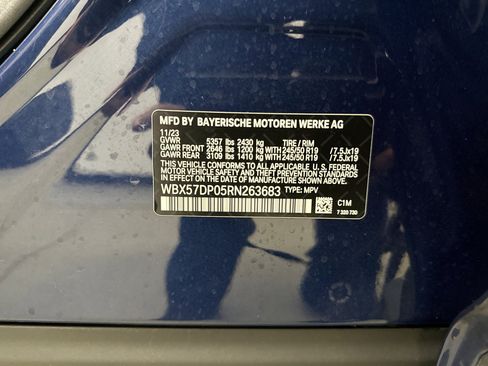 MFD BY BAYERISCHE MOTOREN WERKE AG
11/23
GVWR 5357 lbs 2430 kg TIRE / RIM
GAWR FRONT 2646 lbs 1200 kg WITH 245/50 R19 /7.5Jx19
GAWR REAR 3109 lbs 1410 kg WITH 245/50 R19 /7.5Jx19
THIS VEHICLE CONFORMS TO ALL APPLICABLE U.S. FEDERAL
MOTOR VEHICLE SAFETY AND THEFT PREVENTION STANDARDS
IN EFFECT ON THE DATE OF MANUFACTURE SHOWN ABOVE.
WBX57DP05RN263683 TYPE: MPV
C1M
7 320 730